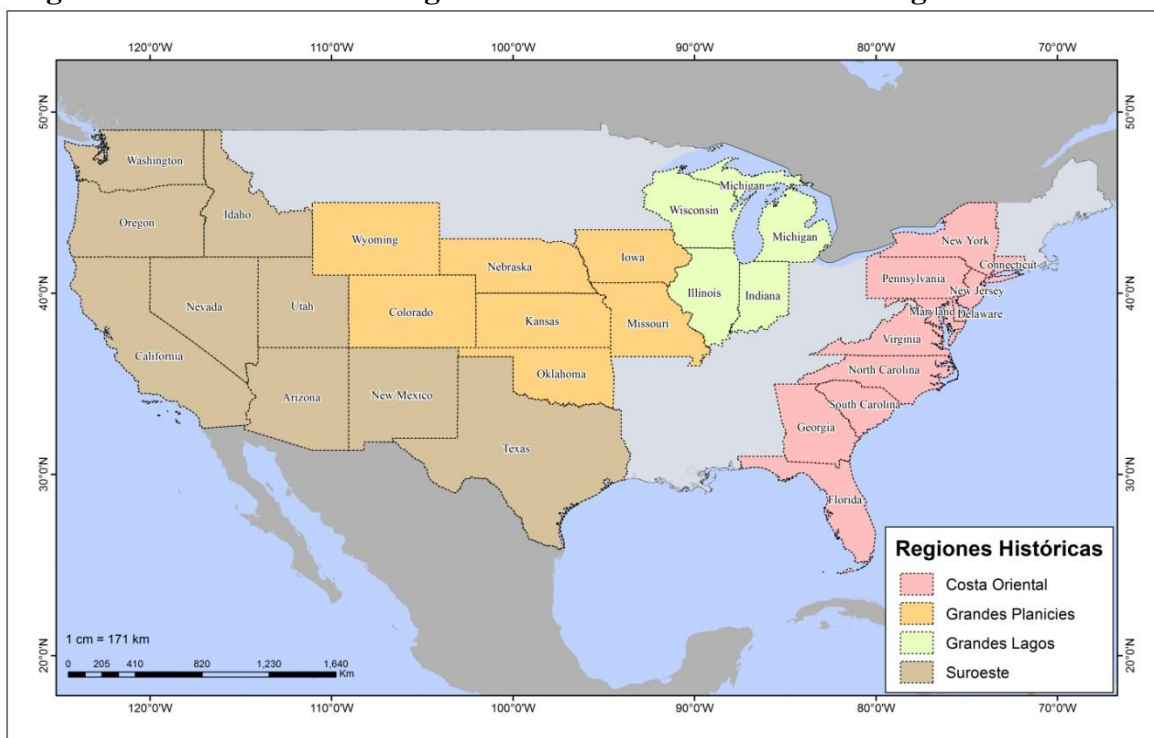 120°0'W 110°0'W 100°0'W 90°0'W 80°0'W 70°0'W
50°0'N 50°0'N
Washington
Michigan
Oregon
Idaho
Wisconsin
Michigan
New York
Wyoming
Connecticut
Nebraska
Iowa
Pennsylvania
New Jersey
40°0'N 40°0'N
Nevada
Utah
Colorado
Kansas
Missouri
Illinois
Indiana
Maryland
Delaware
Virginia
California
North Carolina
Oklahoma
Arizona
New Mexico
South Carolina
Georgia
Texas
30°0'N 30°0'N
Florida
Regiones Históricas
Costa Oriental
Grandes Planicies
Grandes Lagos
Suroeste
1 cm = 171 km
0 205 410 820 1,230 1,640
Km
20°0'N 20°0'N
120°0'W 110°0'W 100°0'W 90°0'W 80°0'W 70°0'W